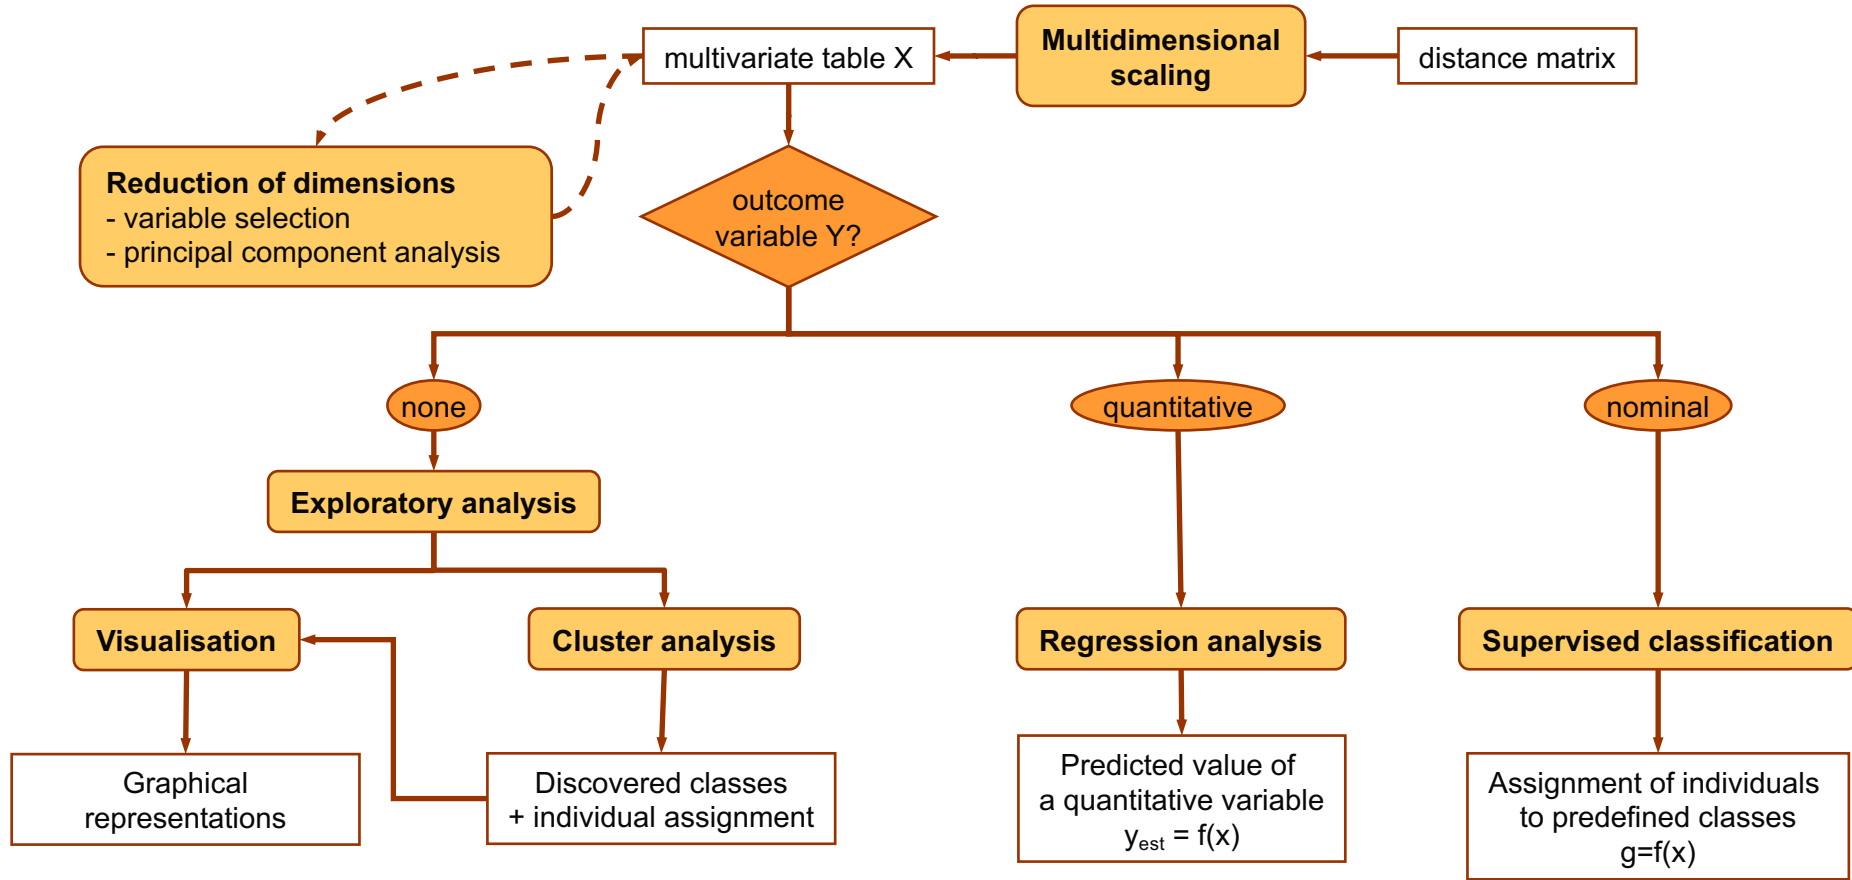 multivariate table X
Multidimensional
scaling
distance matrix
Reduction of dimensions
- variable selection
- principal component analysis
outcome
variable Y?
none
quantitative
nominal
Exploratory analysis
Visualisation
Cluster analysis
Regression analysis
Supervised classification
Graphical
representations
Discovered classes
+ individual assignment
Predicted value of
a quantitative variable
y_est = f(x)
Assignment of individuals
to predefined classes
g=f(x)